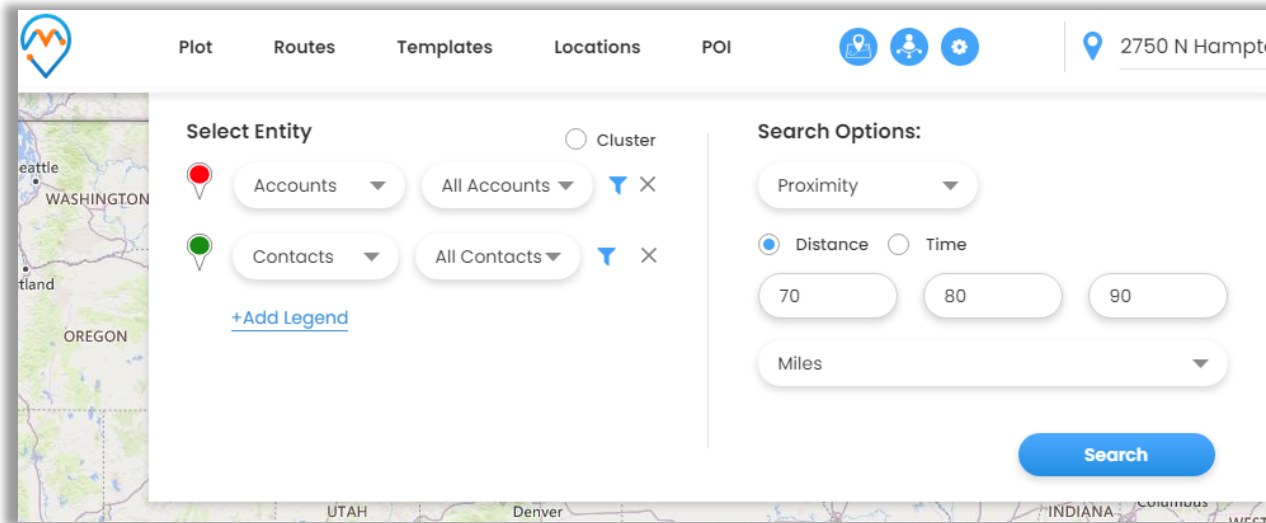 Plot Routes Templates Locations POI 2750 N Hampt
Select Entity
Cluster
Accounts All Accounts
Contacts All Contacts
+Add Legend
Search Options:
Proximity
Distance Time
70 80 90
Miles
Search
eattle
WASHINGTON
tland
OREGON
UTAH
Denver
INDIANA
Columbus
WEST